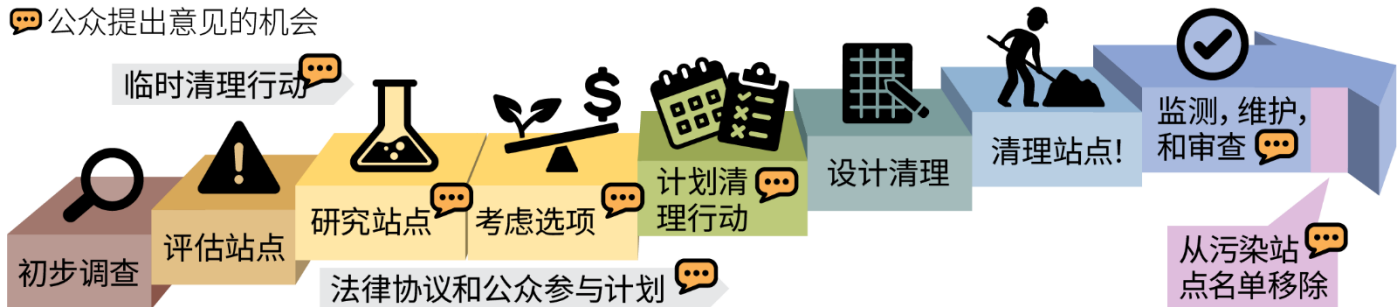 公众提出意见的机会
临时清理行动
初步调查
评估站点
研究站点
考虑选项
法律协议和公众参与计划
计划清
理行动
设计清理
清理站点!
监测, 维护,
和审查
从污染站
点名单移除